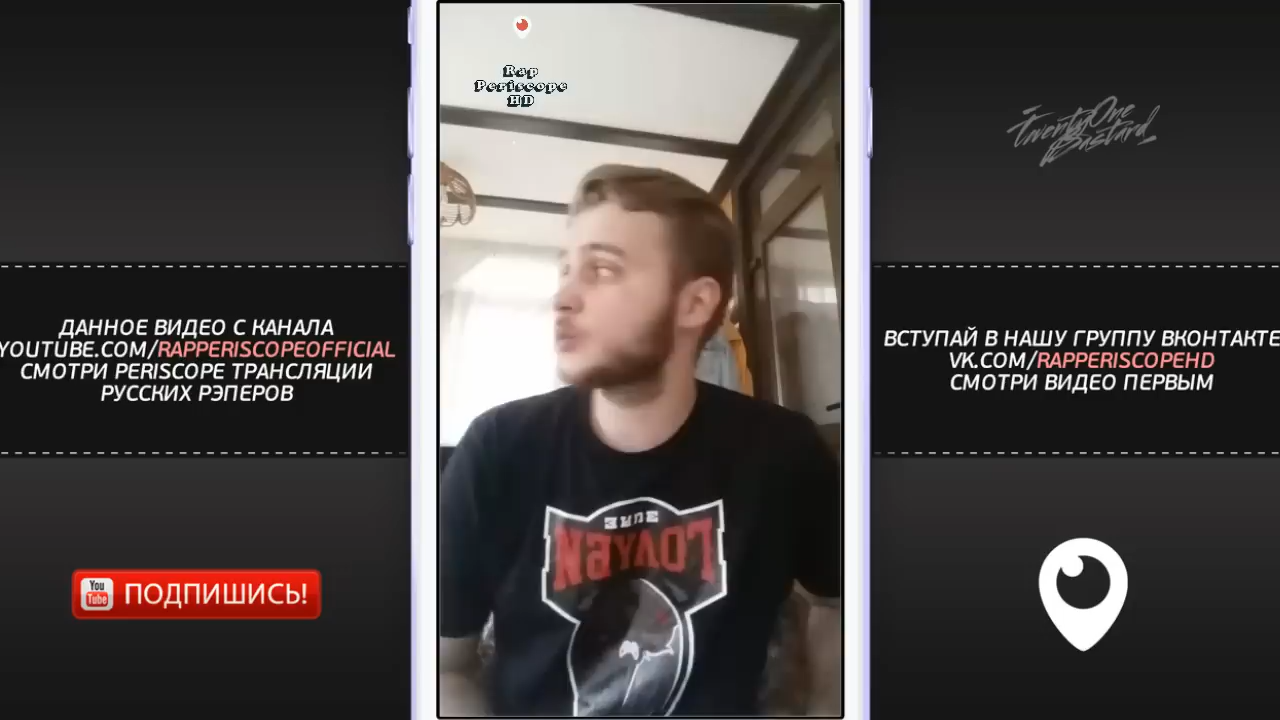 Rap
Periscope
HD
TwentyOne
Bastard
ДАННОЕ ВИДЕО С КАНАЛА
YOUTUBE.COM/RAPPERISCOPEOFFICIAL
СМОТРИ PERISCOPE ТРАНСЛЯЦИИ
РУССКИХ РЭПЕРОВ
ВСТУПАЙ В НАШУ ГРУППУ ВКОНТАКТЕ
VK.COM/RAPPERISCOPEHD
СМОТРИ ВИДЕО ПЕРВЫМ
You
Tube
ПОДПИШИСЬ!